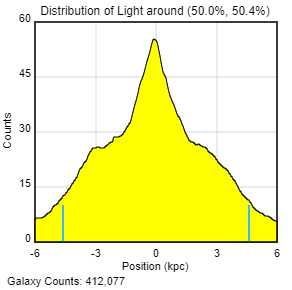 Distribution of Light around (50.0%, 50.4%)
60
45
30
15
0
Counts
-6 -3 0 3 6
Position (kpc)
Galaxy Counts: 412,077